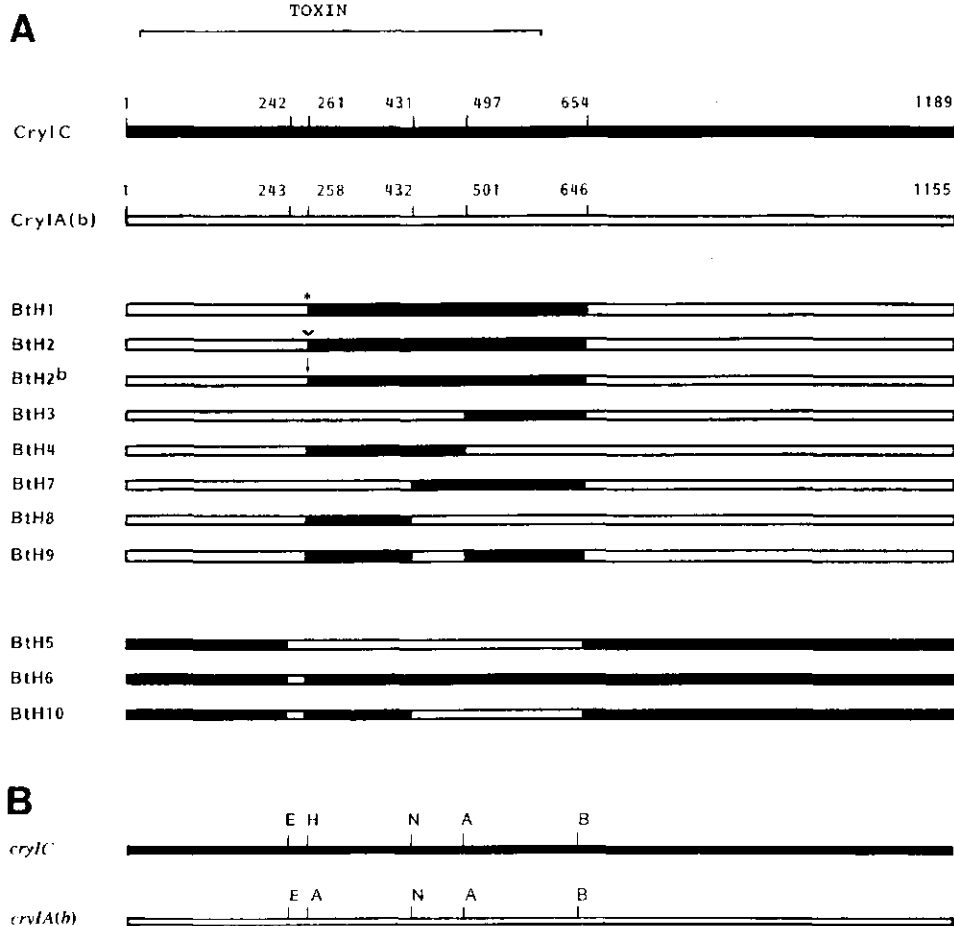 A
TOXIN
1 242 261 431 497 654 1189
CryIC
1 243 258 432 501 646 1155
CryIA(b)
*
BtH1
BtH2
BtH2b
BtH3
BtH4
BtH7
BtH8
BtH9
BtH5
BtH6
BtH10
B
E H N A B
cryIC
E A N A B
cryIA(b)